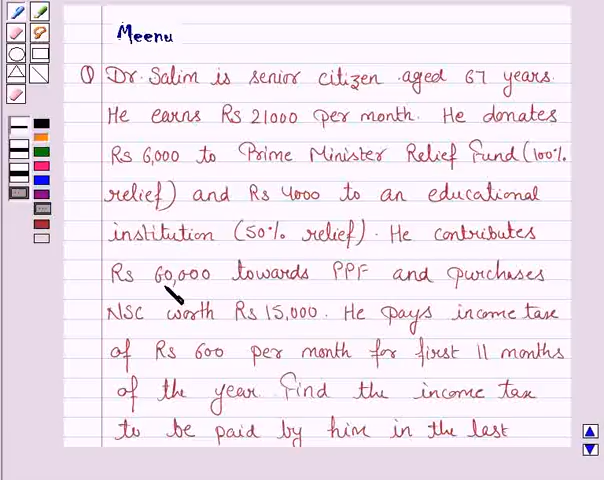 Meenu
Q Dr. Salim is senior citizen aged 67 years.
He earns Rs 21000 per month. He donates
Rs 6,000 to Prime Minister Relief Fund (100%
relief) and Rs 4000 to an educational
institution (50% relief). He contributes
Rs 60,000 towards PPF and purchases
NSC worth Rs 15,000. He pays income tax
of Rs 600 per month for first 11 months
of the year. Find the income tax
to be paid by him in the last